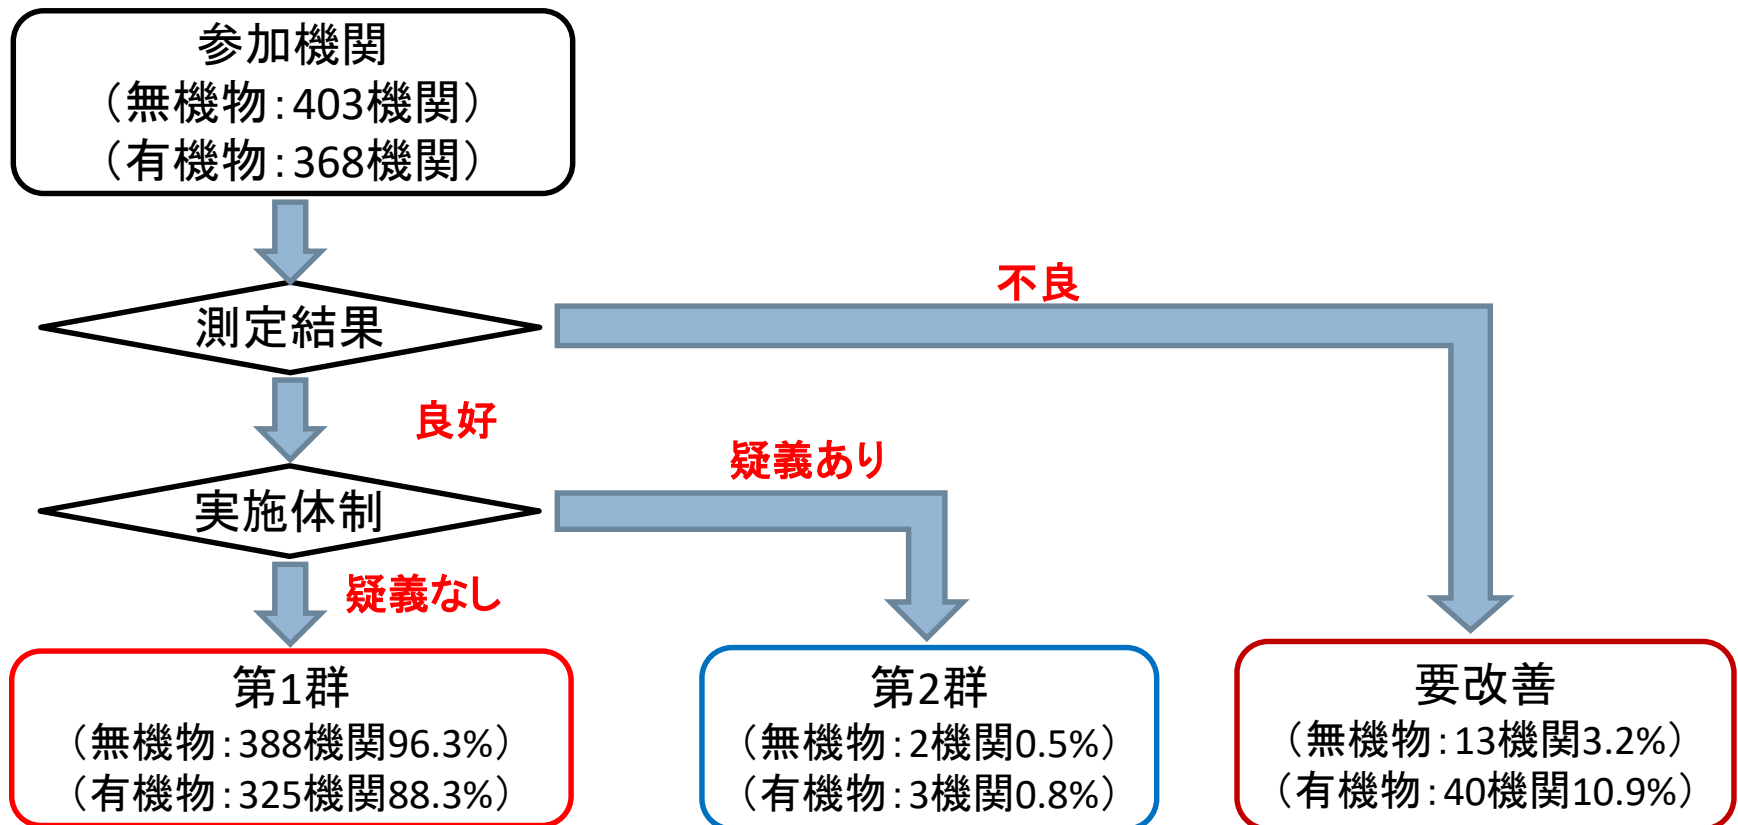 参加機関
（無機物：403機関）
（有機物：368機関）
測定結果
不良
良好
実施体制
疑義あり
疑義なし
第1群
（無機物：388機関96.3%）
（有機物：325機関88.3%）
第2群
（無機物：2機関0.5%）
（有機物：3機関0.8%）
要改善
（無機物：13機関3.2%）
（有機物：40機関10.9%）